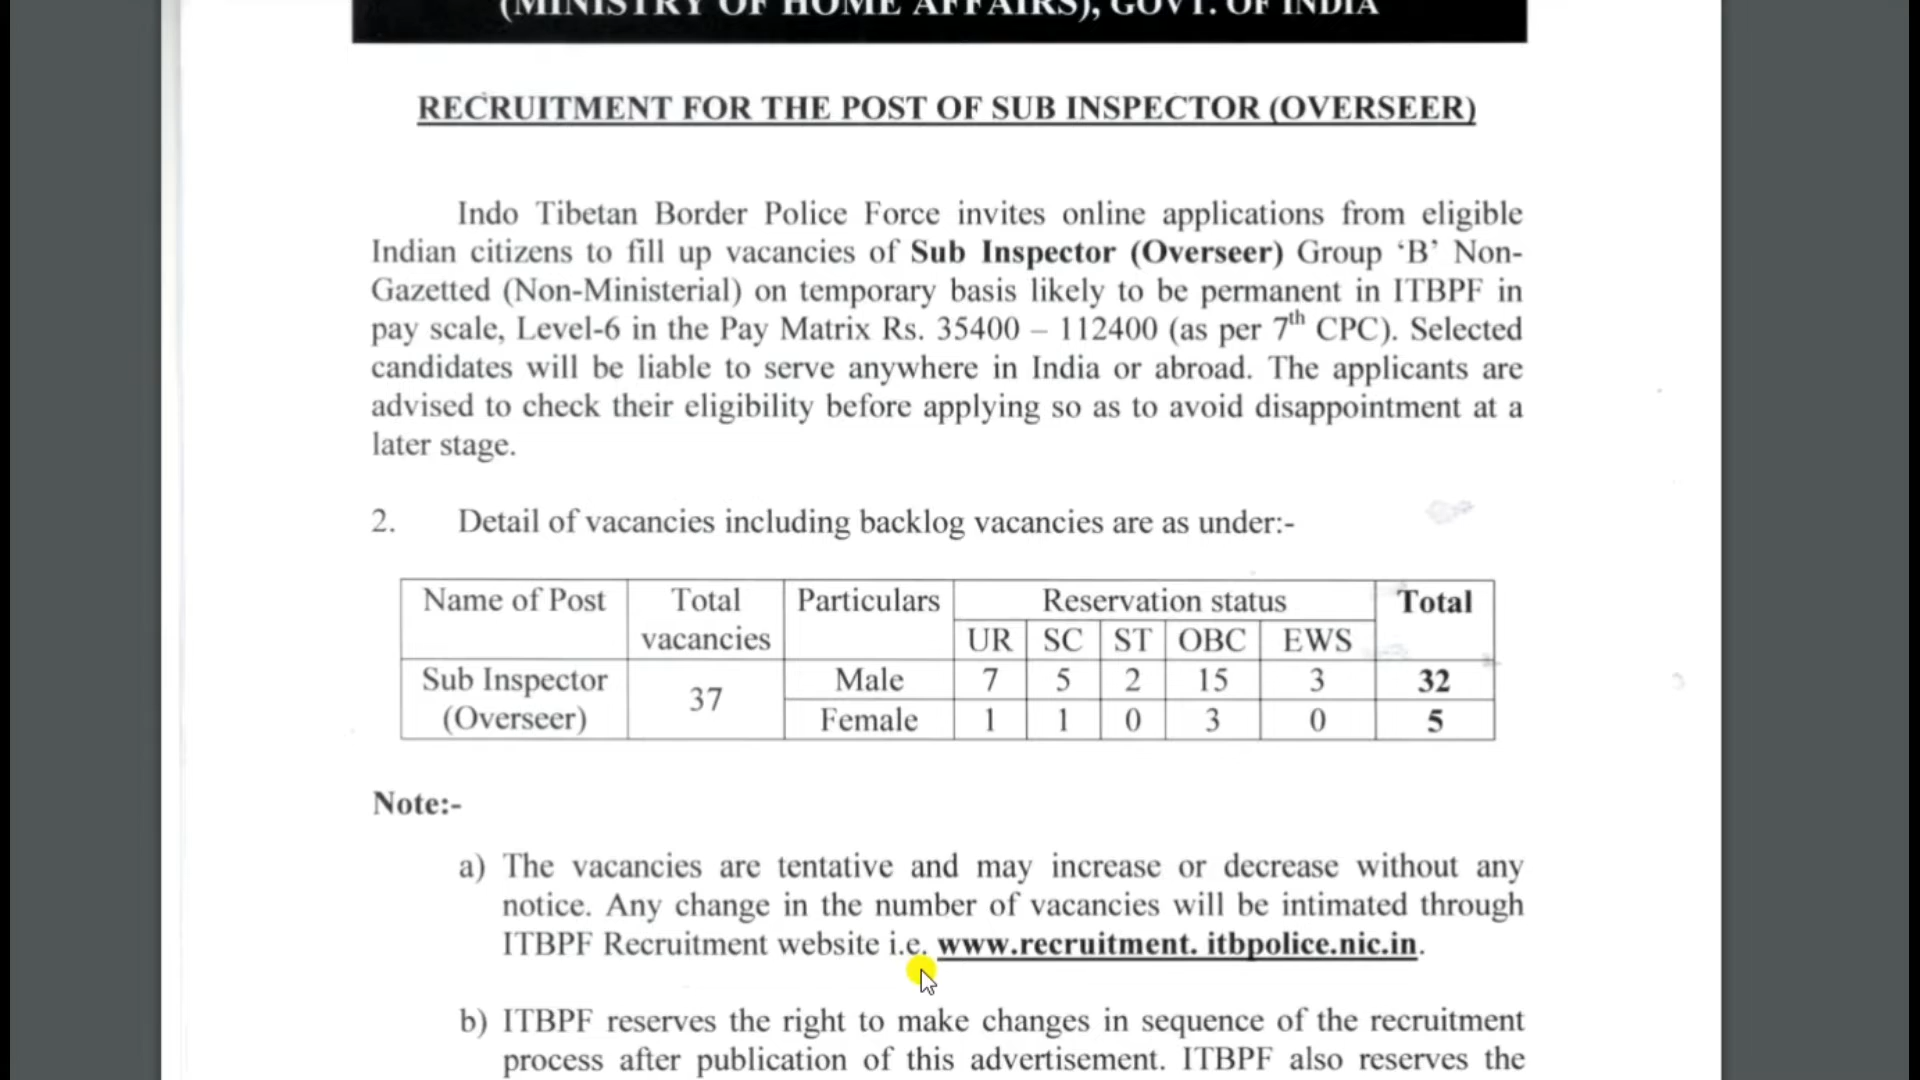 (MINISTRY OF HOME AFFAIRS), GOVT. OF INDIA
RECRUITMENT FOR THE POST OF SUB INSPECTOR (OVERSEER)
Indo Tibetan Border Police Force invites online applications from eligible
Indian citizens to fill up vacancies of Sub Inspector (Overseer) Group ‘B’ Non-
Gazetted (Non-Ministerial) on temporary basis likely to be permanent in ITBPF in
pay scale, Level-6 in the Pay Matrix Rs. 35400 – 112400 (as per 7th CPC). Selected
candidates will be liable to serve anywhere in India or abroad. The applicants are
advised to check their eligibility before applying so as to avoid disappointment at a
later stage.
2. Detail of vacancies including backlog vacancies are as under:-
Name of Post Total vacancies Particulars Reservation status Total
UR SC ST OBC EWS
Sub Inspector (Overseer) 37 Male 7 5 2 15 3 32
Female 1 1 0 3 0 5
Note:-
a) The vacancies are tentative and may increase or decrease without any
notice. Any change in the number of vacancies will be intimated through
ITBPF Recruitment website i.e. www.recruitment. itbpolice.nic.in.
b) ITBPF reserves the right to make changes in sequence of the recruitment
process after publication of this advertisement. ITBPF also reserves the